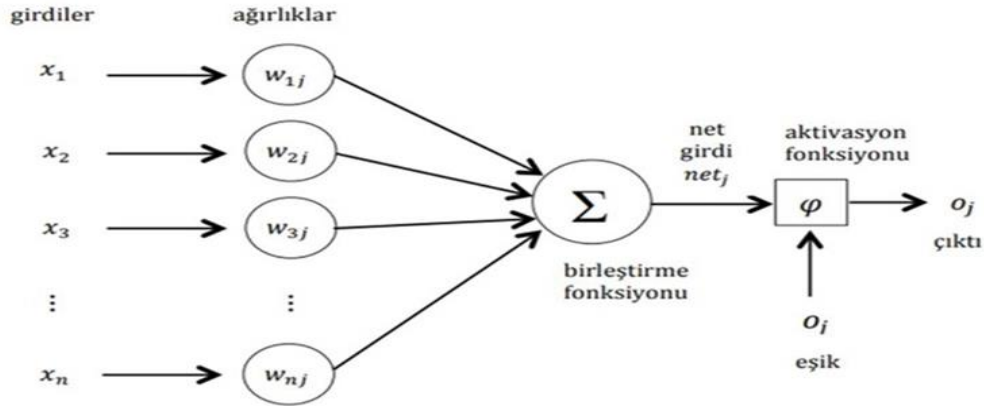 girdiler
ağırlıklar
x₁
w₁ⱼ
x₂
w₂ⱼ
x₃
w₃ⱼ
⋮
⋮
xₙ
wₙⱼ
Σ
birleştirme
fonksiyonu
net
girdi
netⱼ
aktivasyon
fonksiyonu
φ
oⱼ
çıktı
oⱼ
eşik